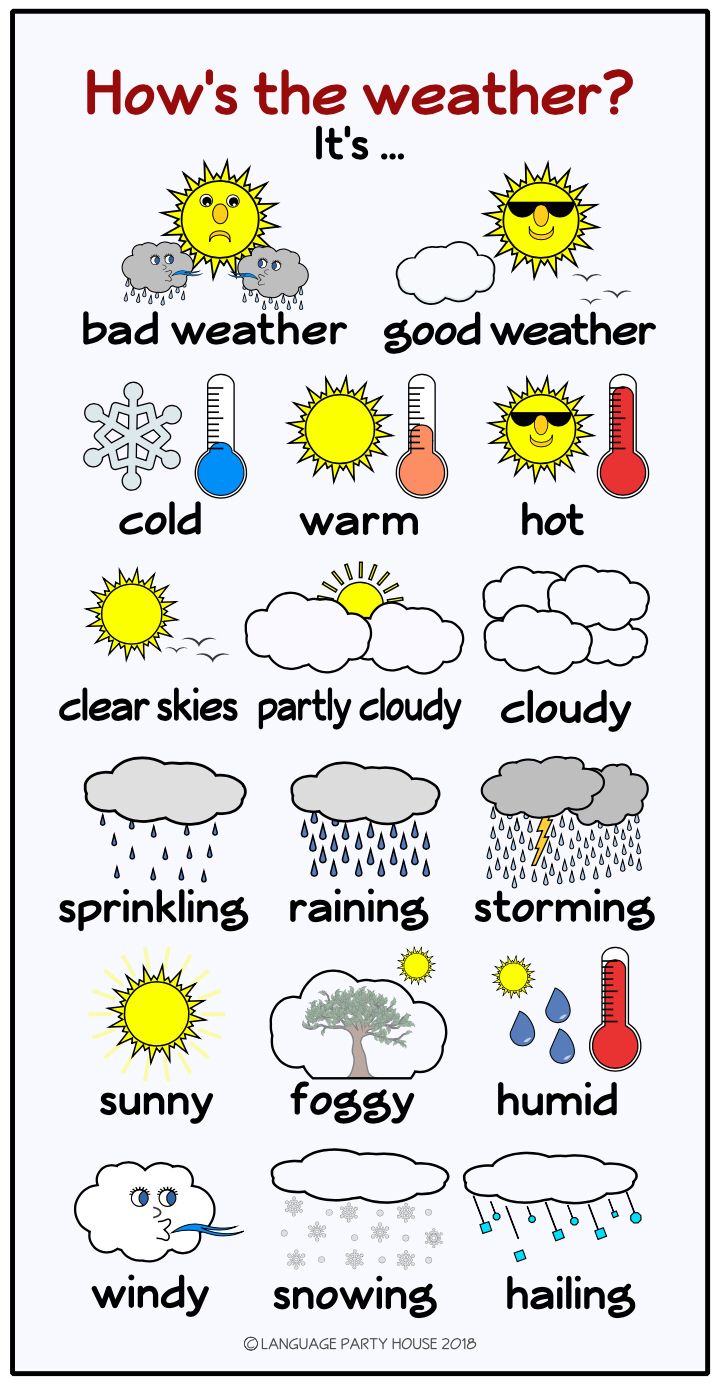 How's the weather?
It's ...
bad weather good weather
cold warm hot
clear skies partly cloudy cloudy
sprinkling raining storming
sunny foggy humid
windy snowing hailing
© LANGUAGE PARTY HOUSE 2018